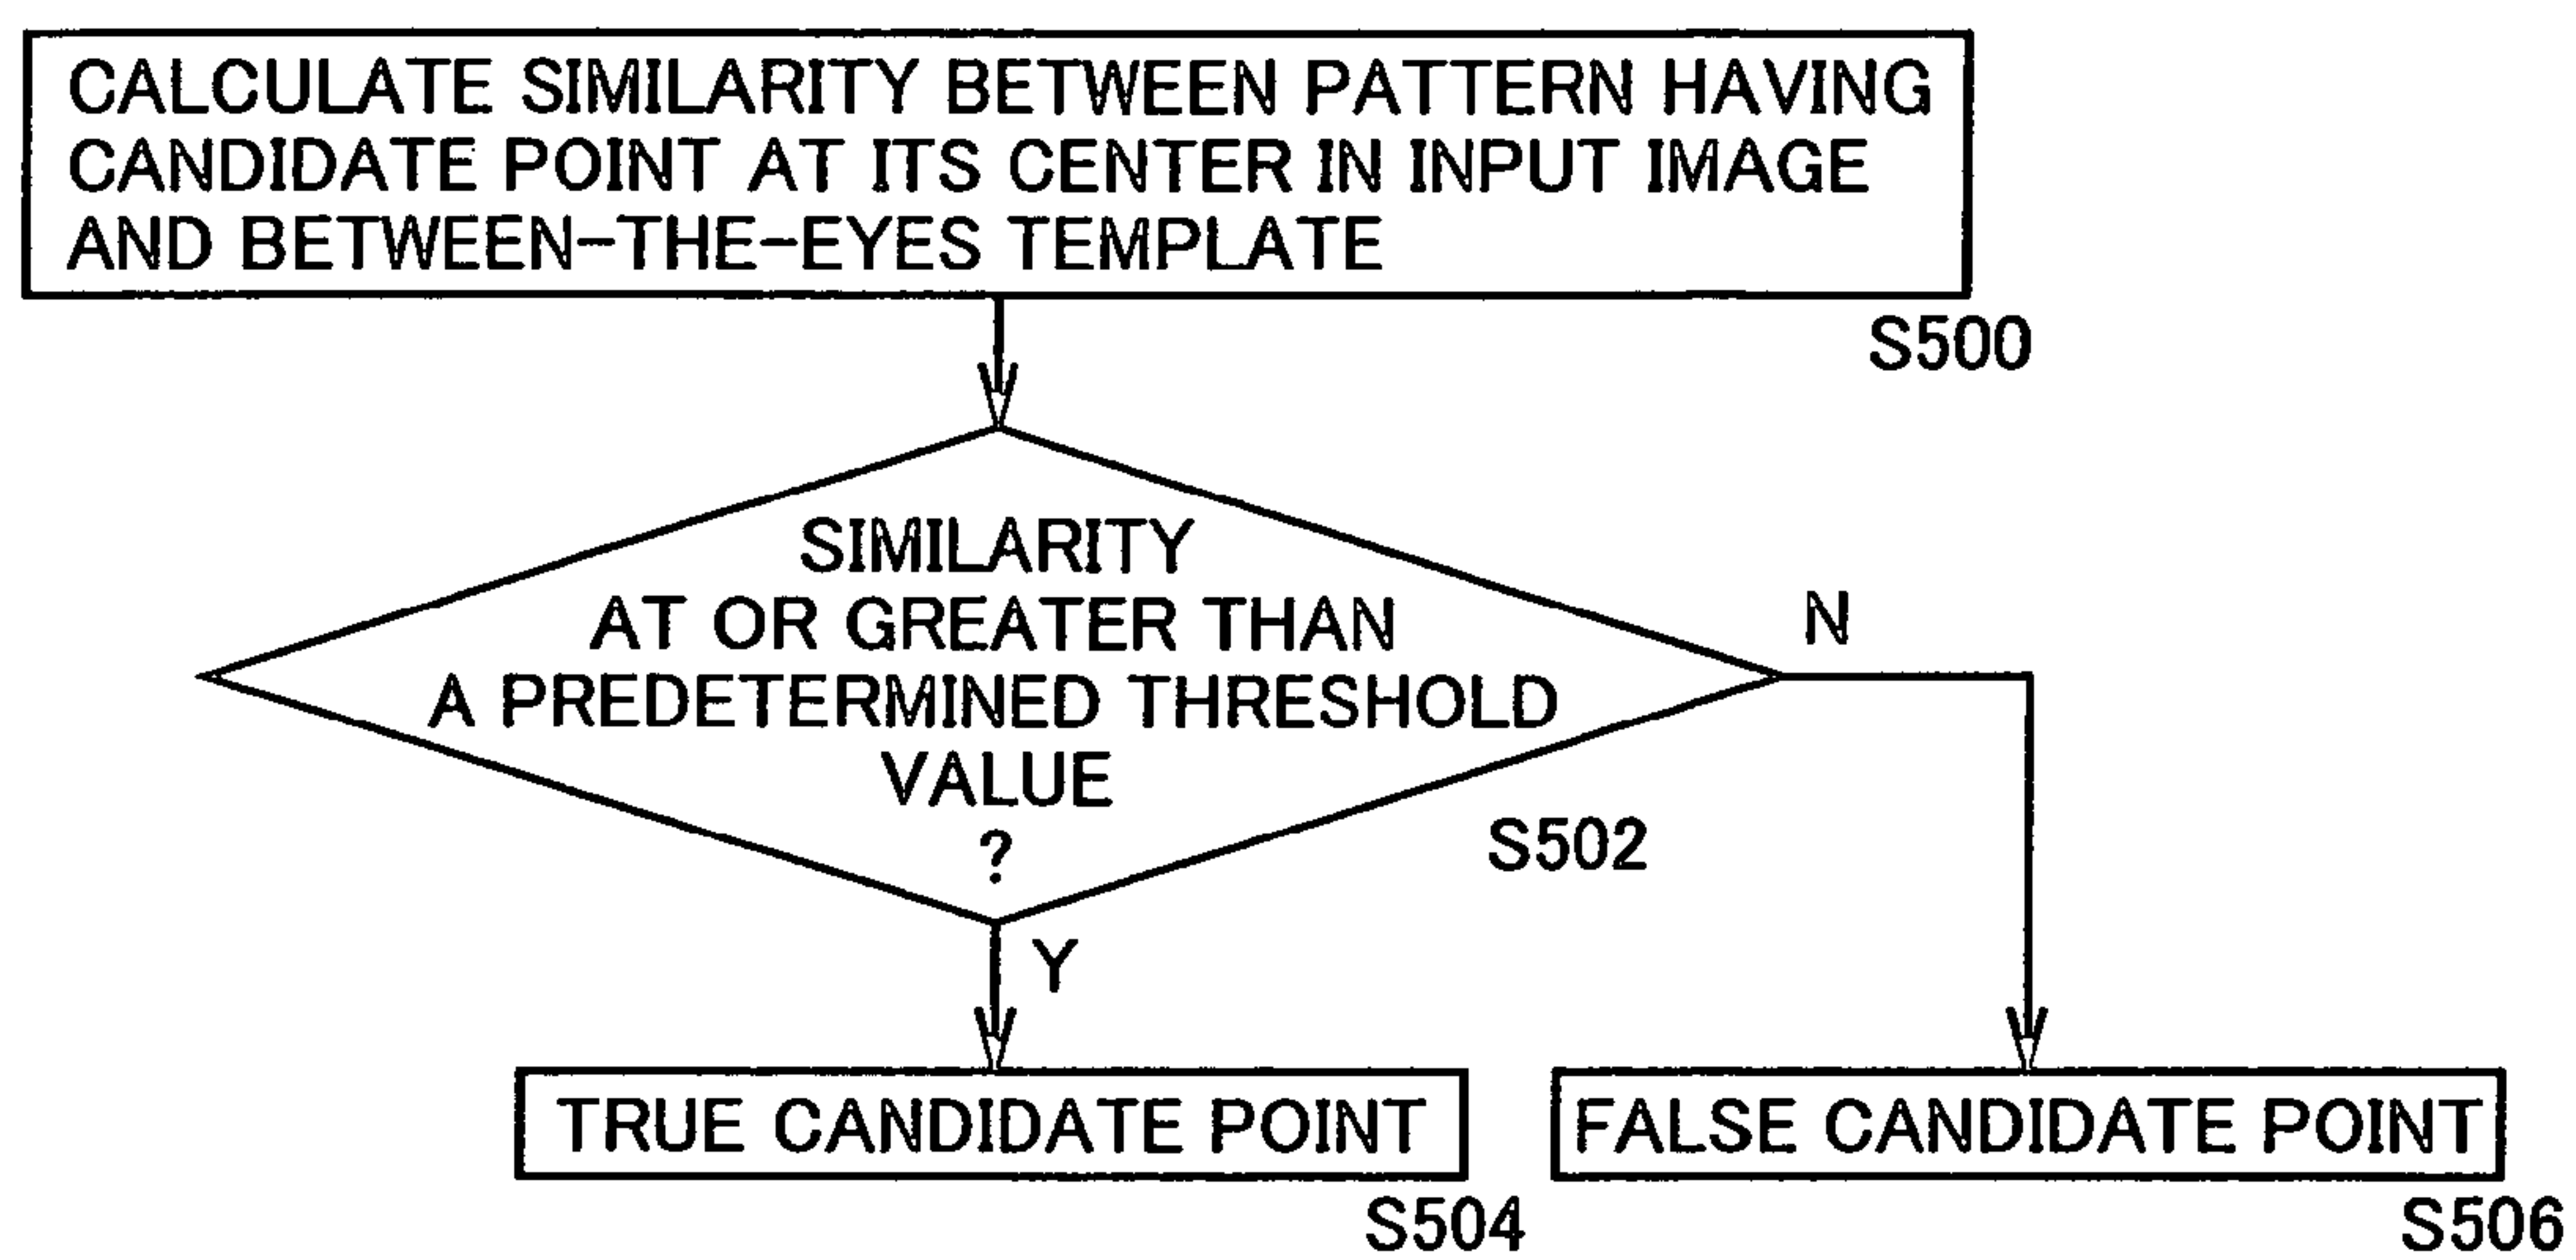 CALCULATE SIMILARITY BETWEEN PATTERN HAVING
CANDIDATE POINT AT ITS CENTER IN INPUT IMAGE
AND BETWEEN-THE-EYES TEMPLATE
S500
SIMILARITY
AT OR GREATER THAN
A PREDETERMINED THRESHOLD
VALUE
?
S502
N
Y
TRUE CANDIDATE POINT
S504
FALSE CANDIDATE POINT
S506